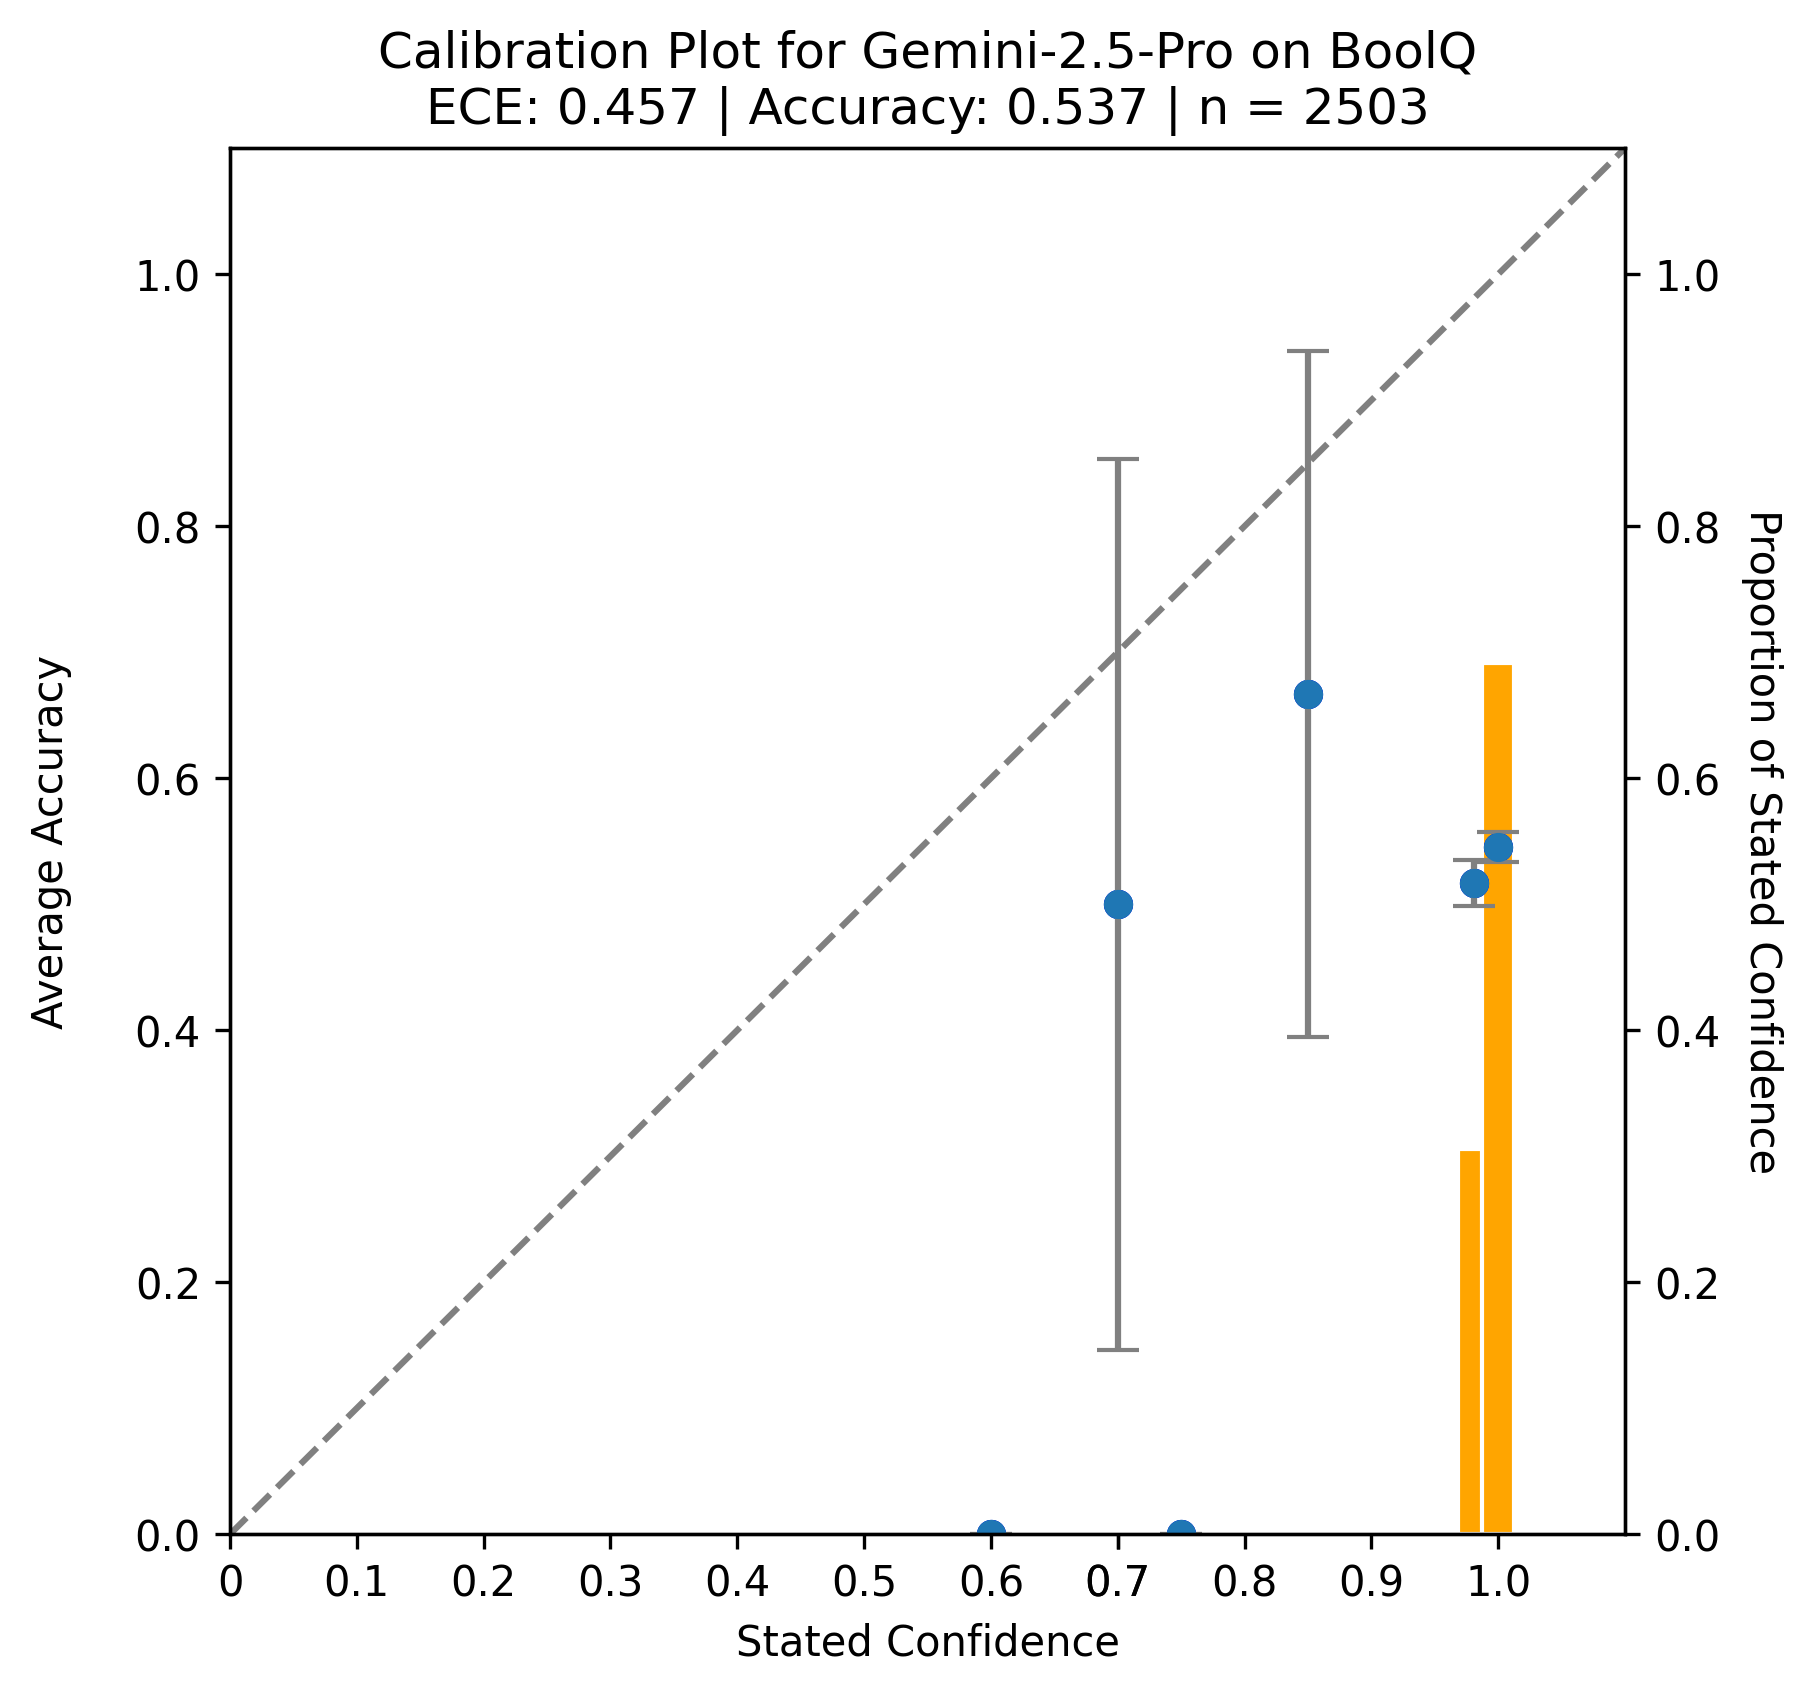 Calibration Plot for Gemini-2.5-Pro on BoolQ
ECE: 0.457 | Accuracy: 0.537 | n = 2503
Average Accuracy
1.0
0.8
0.6
0.4
0.2
0.0
1.0
0.8
0.6
0.4
0.2
0.0
Proportion of Stated Confidence
0 0.1 0.2 0.3 0.4 0.5 0.6 0.7 0.8 0.9 1.0
Stated Confidence